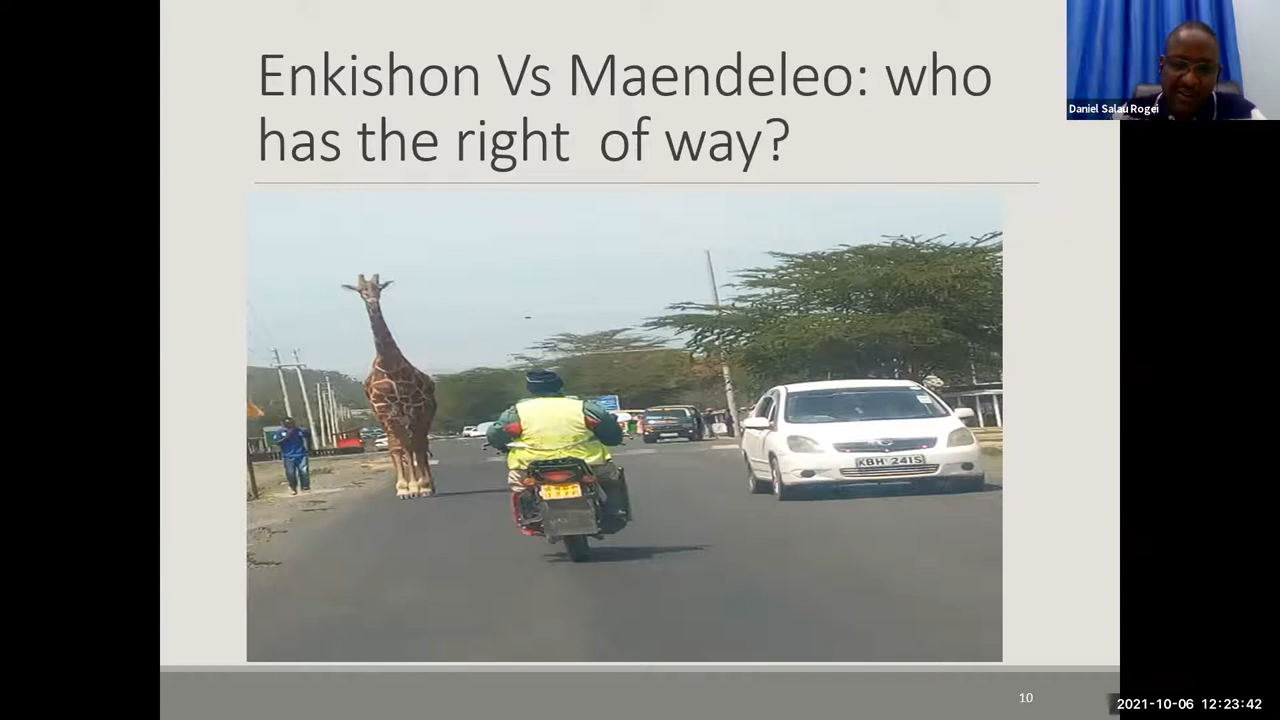 Enkishon Vs Maendeleo: who
has the right of way?
Daniel Salau Rogei
KBH 241S
10
2021-10-06 12:23:42